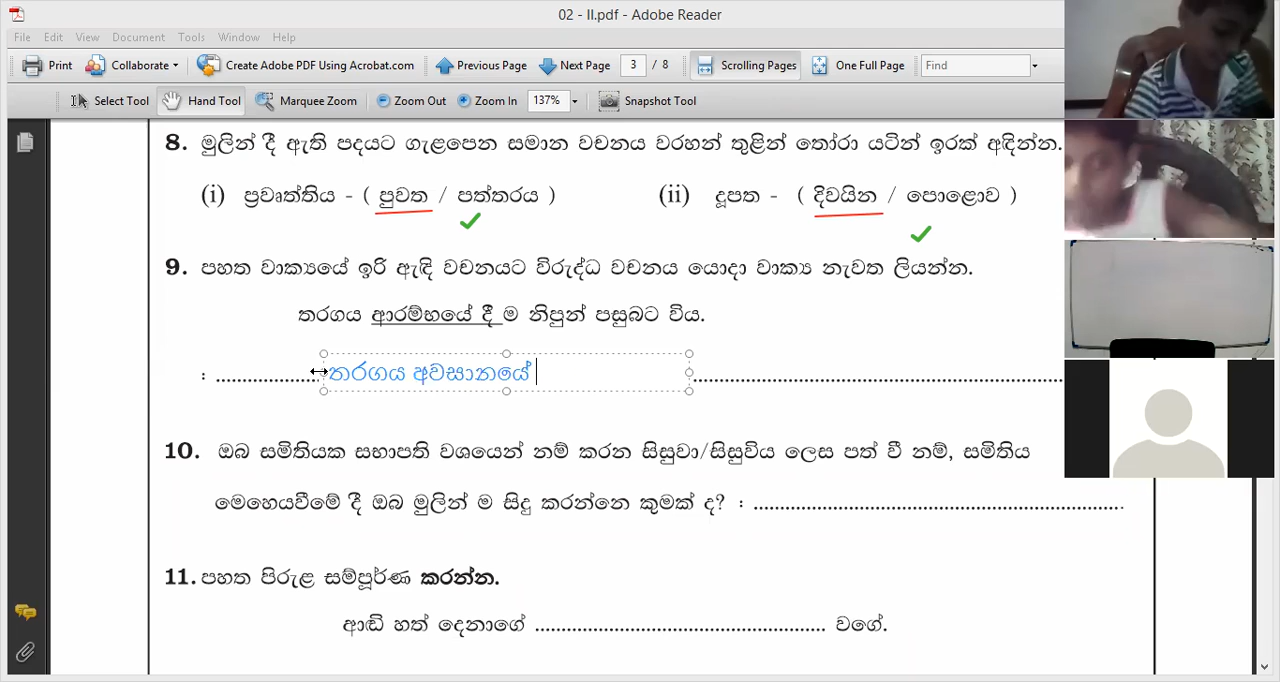 02 - II.pdf - Adobe Reader
File Edit View Document Tools Window Help
Print Collaborate Create Adobe PDF Using Acrobat.com Previous Page Next Page 3 / 8 Scrolling Pages One Full Page Find
Select Tool Hand Tool Marquee Zoom Zoom Out Zoom In 137% Snapshot Tool
8. මුලින් දී ඇති පදයට ගැළපෙන සමාන වචනය වරහන් තුළින් තෝරා යටින් ඉරක් අඳින්න.
(i) ප්‍රවෘත්තිය - ( පුවත / පත්තරය ) (ii) දූපත - ( දිවයින / පොළොව )
9. පහත වාක්‍යයේ ඉරි ඇඳි වචනයට විරුද්ධ වචනය යොදා වාක්‍ය නැවත ලියන්න.
තරගය ආරම්භයේ දී ම නිපුන් පසුබට විය.
: .................... තරගය අවසානයේ ....................
10. ඔබ සමිතියක සභාපති වශයෙන් නම් කරන සිසුවා/සිසුවිය ලෙස පත් වී නම්, සමිතිය
මෙහෙයවීමේ දී ඔබ මුලින් ම සිදු කරන්නෙ කුමක් ද? : ....................
11. පහත පිරුළ සම්පූර්ණ කරන්න.
ආඬි හත් දෙනාගේ .................... වගේ.